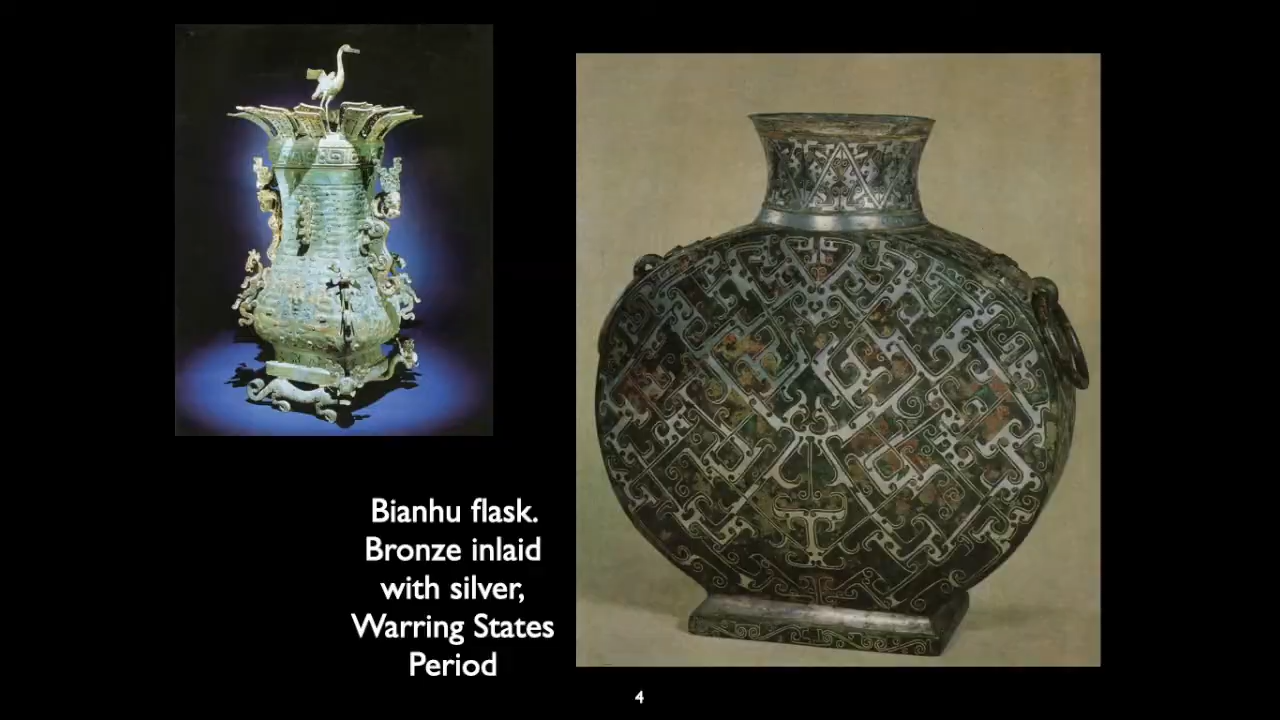 Bianhu flask.
Bronze inlaid
with silver,
Warring States
Period
4